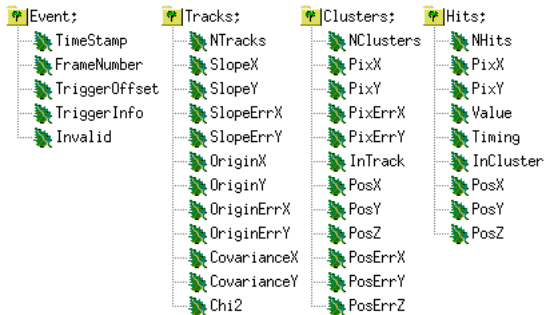 Event;
TimeStamp
FrameNumber
TriggerOffset
TriggerInfo
Invalid
Tracks;
NTracks
SlopeX
SlopeY
SlopeErrX
SlopeErrY
OriginX
OriginY
OriginErrX
OriginErrY
CovarianceX
CovarianceY
Chi2
Clusters;
NClusters
PixX
PixY
PixErrX
PixErrY
InTrack
PosX
PosY
PosZ
PosErrX
PosErrY
PosErrZ
Hits;
NHits
PixX
PixY
Value
Timing
InCluster
PosX
PosY
PosZ